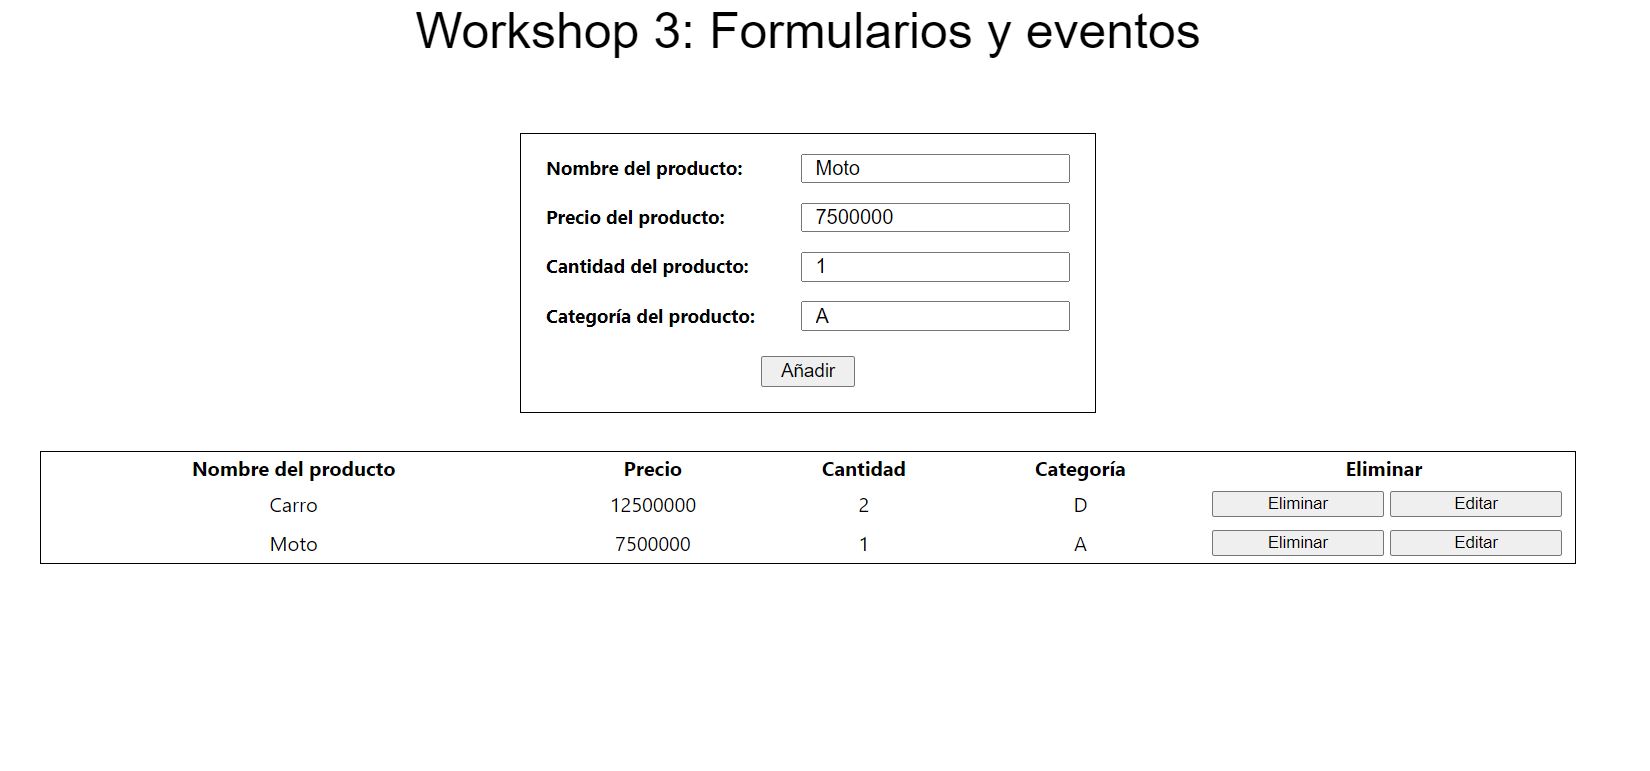 Workshop 3: Formularios y eventos
Nombre del producto: Moto
Precio del producto: 7500000
Cantidad del producto: 1
Categoría del producto: A
Añadir
Nombre del producto Precio Cantidad Categoría Eliminar
Carro 12500000 2 D Eliminar Editar
Moto 7500000 1 A Eliminar Editar